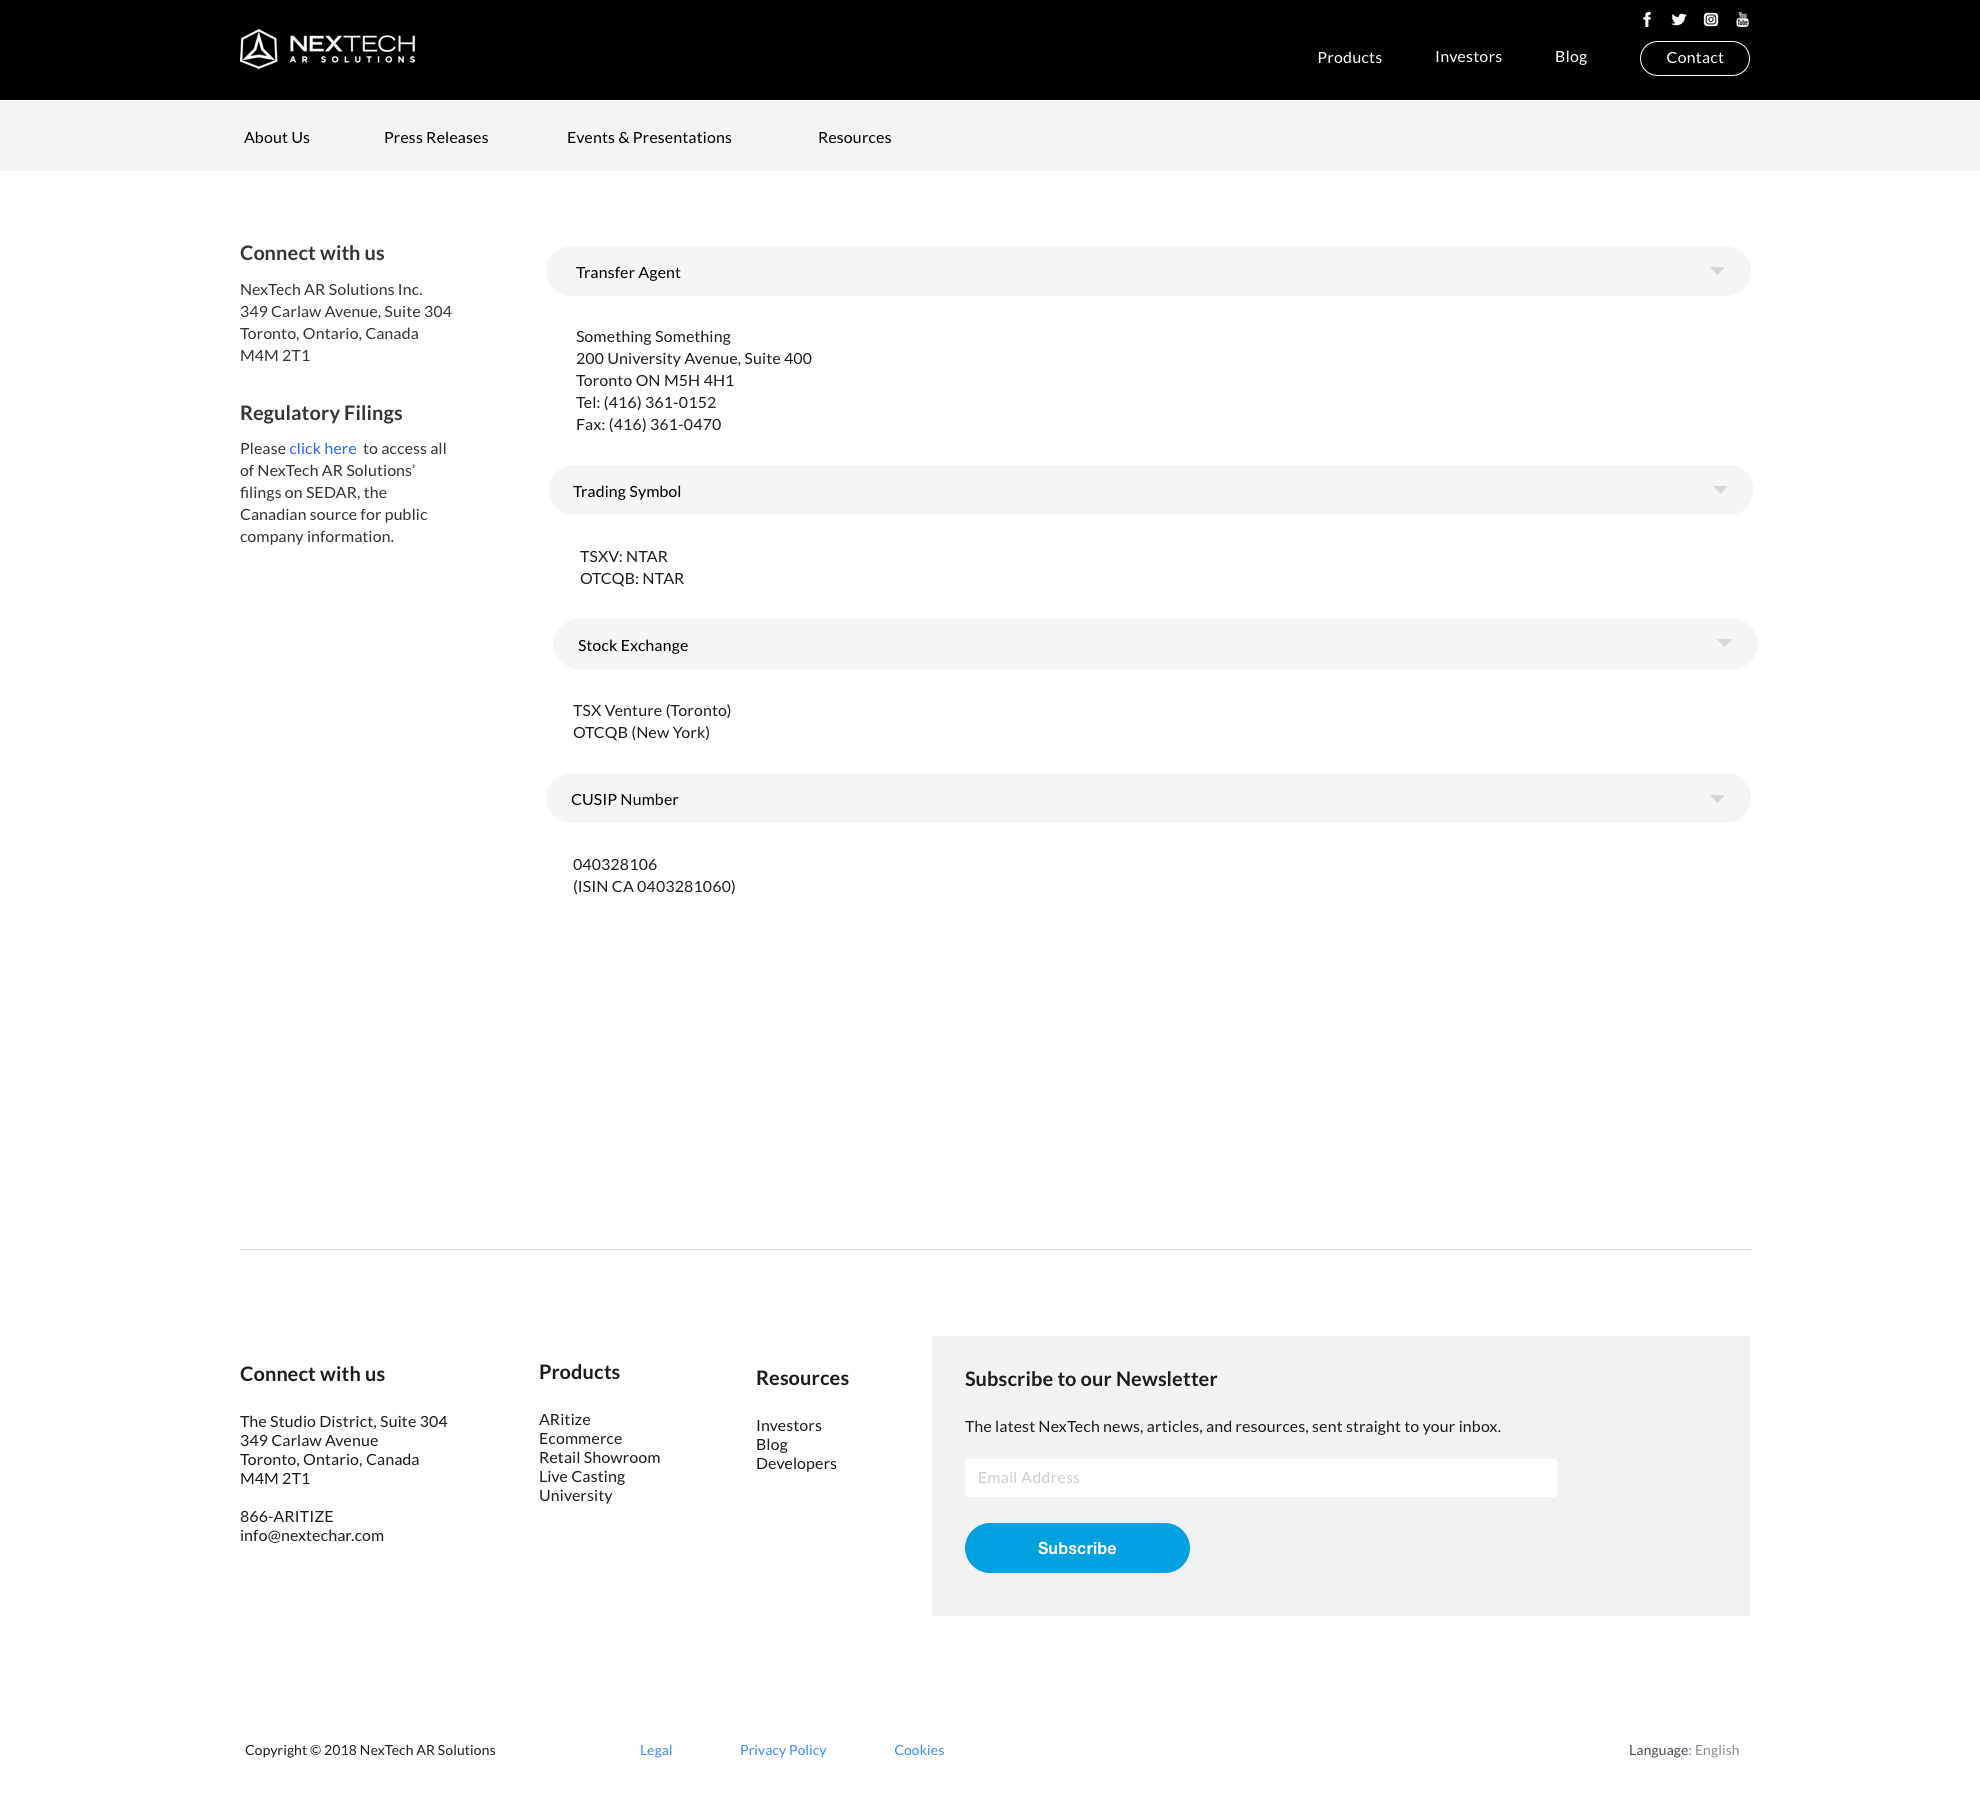 NEXTECH
AR SOLUTIONS
Products
Investors
Blog
Contact
You
Tube
About Us
Press Releases
Events & Presentations
Resources
Connect with us
NexTech AR Solutions Inc.
349 Carlaw Avenue, Suite 304
Toronto, Ontario, Canada
M4M 2T1
Regulatory Filings
Please click here to access all
of NexTech AR Solutions’
filings on SEDAR, the
Canadian source for public
company information.
Transfer Agent
Something Something
200 University Avenue, Suite 400
Toronto ON M5H 4H1
Tel: (416) 361-0152
Fax: (416) 361-0470
Trading Symbol
TSXV: NTAR
OTCQB: NTAR
Stock Exchange
TSX Venture (Toronto)
OTCQB (New York)
CUSIP Number
040328106
(ISIN CA 0403281060)
Connect with us
The Studio District, Suite 304
349 Carlaw Avenue
Toronto, Ontario, Canada
M4M 2T1
866-ARITIZE
info@nextechar.com
Products
ARitize
Ecommerce
Retail Showroom
Live Casting
University
Resources
Investors
Blog
Developers
Subscribe to our Newsletter
The latest NexTech news, articles, and resources, sent straight to your inbox.
Email Address
Subscribe
Copyright © 2018 NexTech AR Solutions
Legal
Privacy Policy
Cookies
Language: English